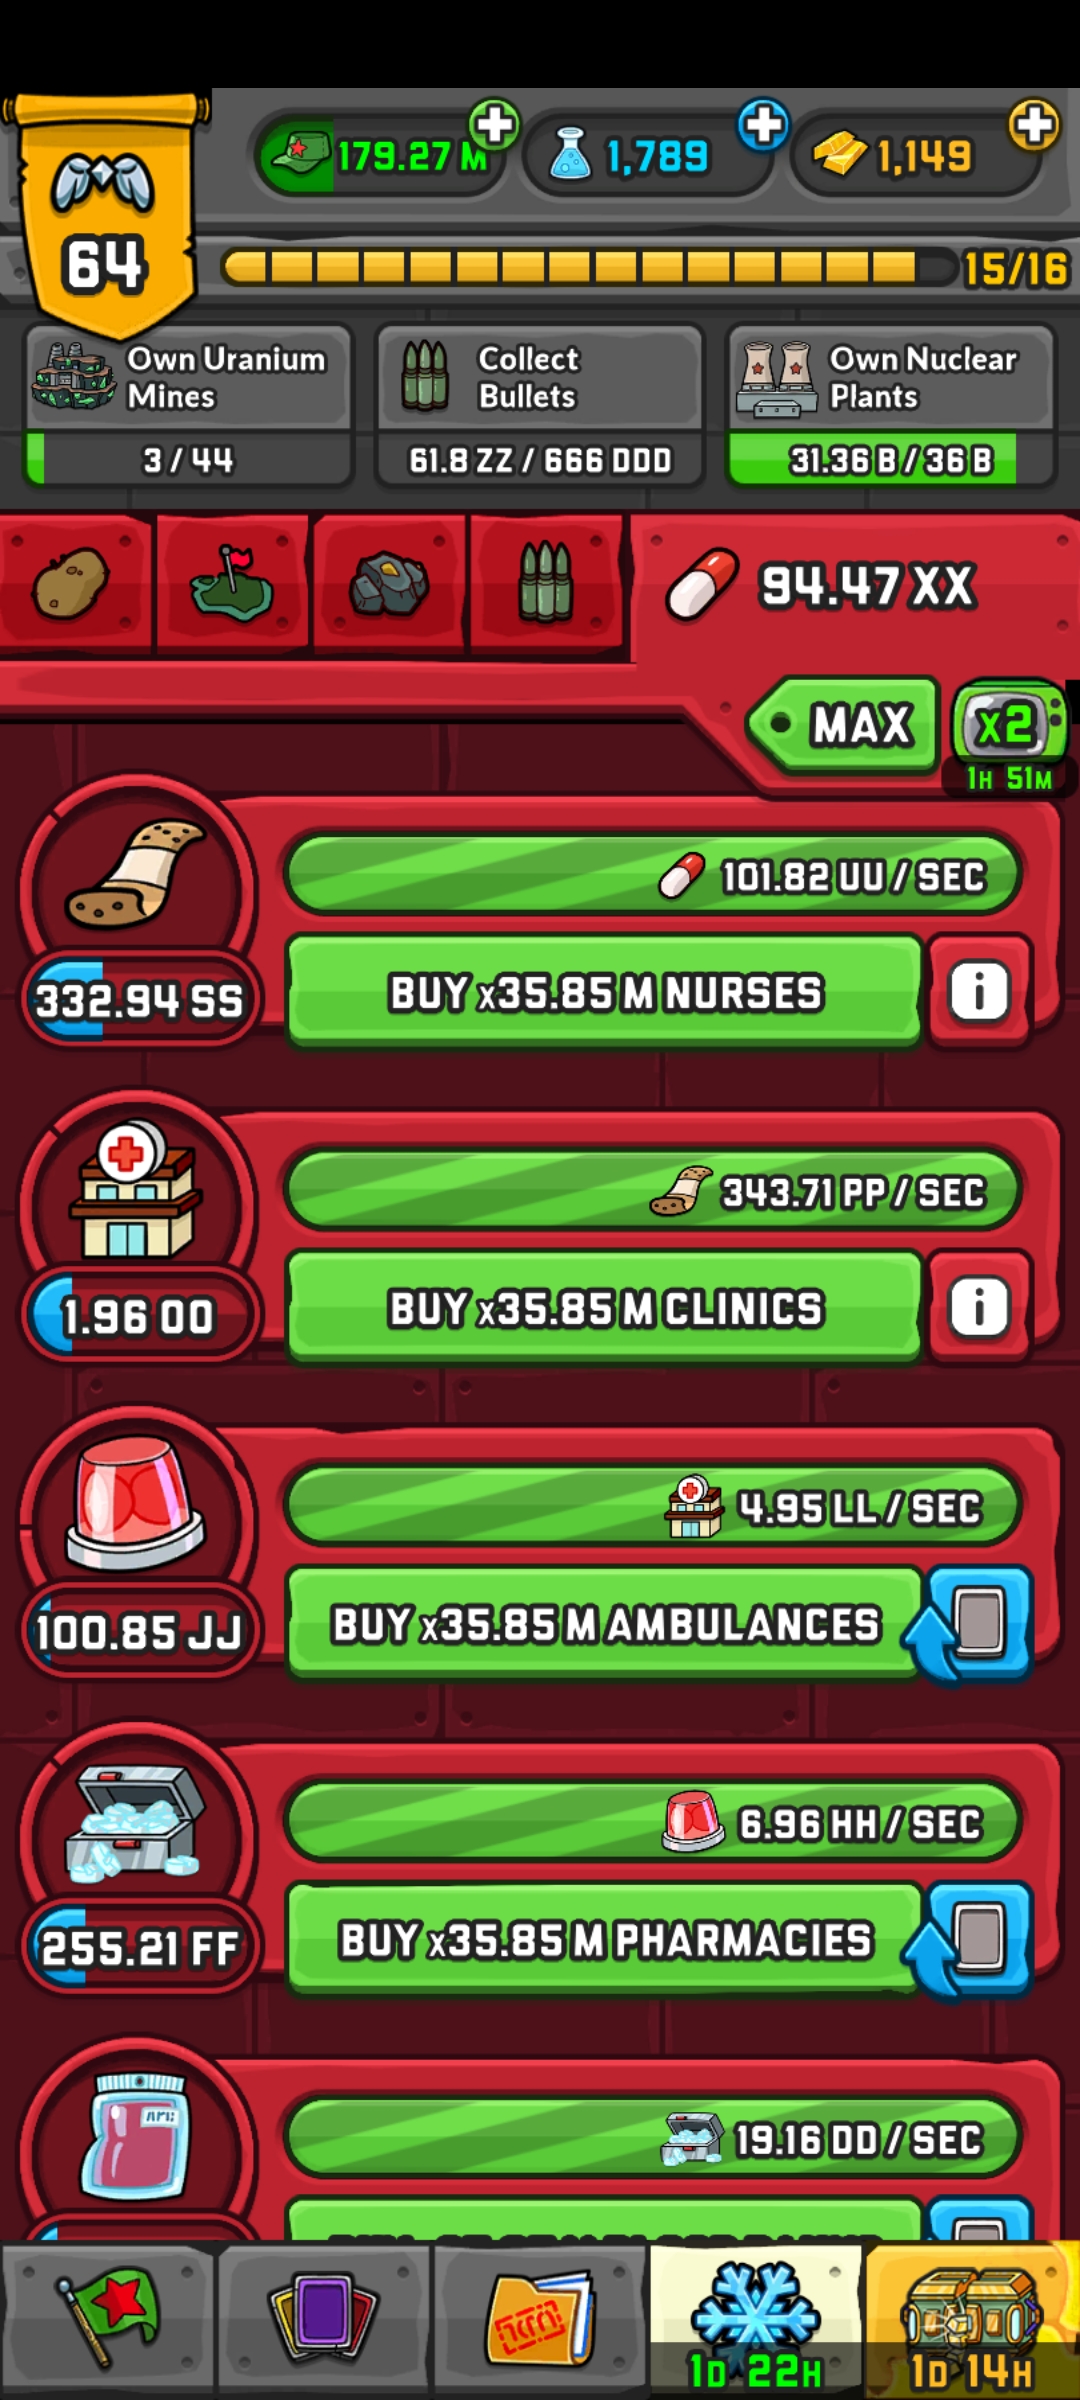 64
179.27 M
1,789
1,149
15/16
Own Uranium
Mines
3 / 44
Collect
Bullets
61.8 ZZ / 666 DDD
Own Nuclear
Plants
31.36 B / 36 B
94.47 XX
MAX
x2
1H 51M
101.82 UU / SEC
332.94 SS
BUY x35.85 M NURSES
343.71 PP / SEC
1.96 OO
BUY x35.85 M CLINICS
4.95 LL / SEC
100.85 JJ
BUY x35.85 M AMBULANCES
6.96 HH / SEC
255.21 FF
BUY x35.85 M PHARMACIES
19.16 DD / SEC
1D 22H
1D 14H